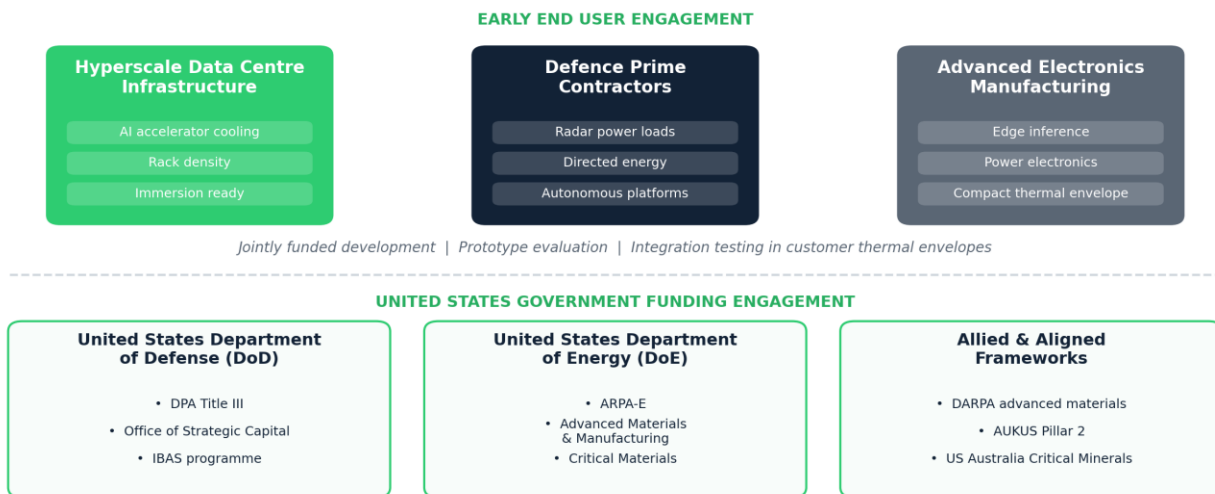 EARLY END USER ENGAGEMENT
Hyperscale Data Centre
Infrastructure
AI accelerator cooling
Rack density
Immersion ready
Defence Prime
Contractors
Radar power loads
Directed energy
Autonomous platforms
Advanced Electronics
Manufacturing
Edge inference
Power electronics
Compact thermal envelope
Jointly funded development | Prototype evaluation | Integration testing in customer thermal envelopes
UNITED STATES GOVERNMENT FUNDING ENGAGEMENT
United States Department
of Defense (DoD)
• DPA Title III
• Office of Strategic Capital
• IBAS programme
United States Department
of Energy (DoE)
• ARPA-E
• Advanced Materials
& Manufacturing
• Critical Materials
Allied & Aligned
Frameworks
• DARPA advanced materials
• AUKUS Pillar 2
• US Australia Critical Minerals